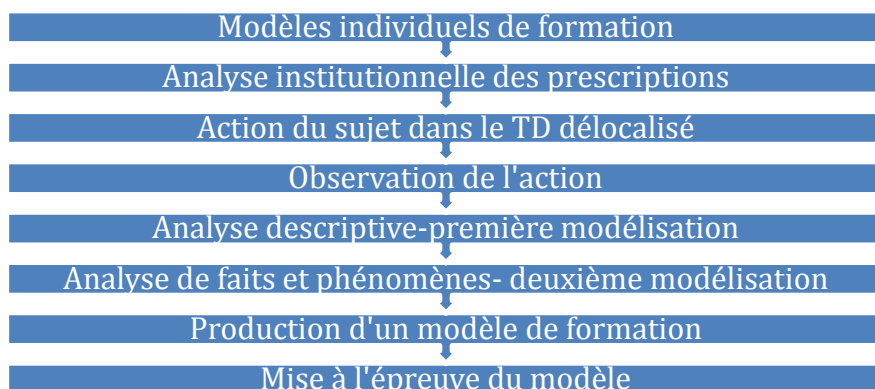 Modèles individuels de formation
Analyse institutionnelle des prescriptions
Action du sujet dans le TD délocalisé
Observation de l'action
Analyse descriptive-première modélisation
Analyse de faits et phénomènes- deuxième modélisation
Production d'un modèle de formation
Mise à l'épreuve du modèle